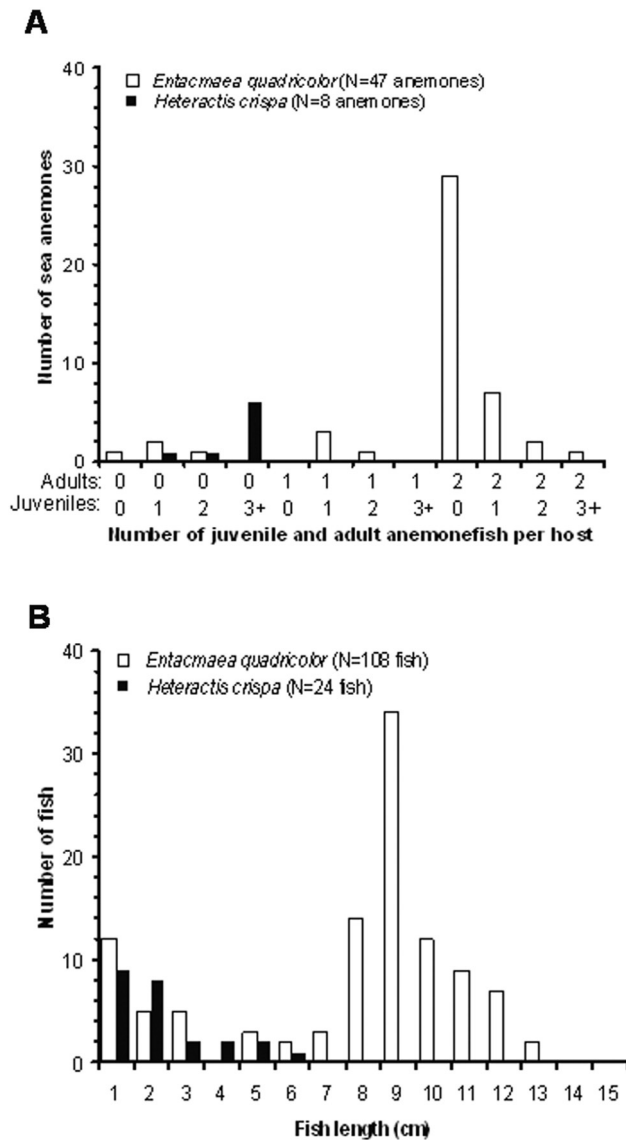 A
40
Entacmaea quadricolor (N=47 anemones)
Heteractis crispa (N=8 anemones)
30
20
10
0
Number of sea anemones
Adults: 0 0 0 0 1 1 1 1 2 2 2 2
Juveniles: 0 1 2 3+ 0 1 2 3+ 0 1 2 3+
Number of juvenile and adult anemonefish per host
B
40
Entacmaea quadricolor (N=108 fish)
Heteractis crispa (N=24 fish)
30
20
10
0
Number of fish
1 2 3 4 5 6 7 8 9 10 11 12 13 14 15
Fish length (cm)